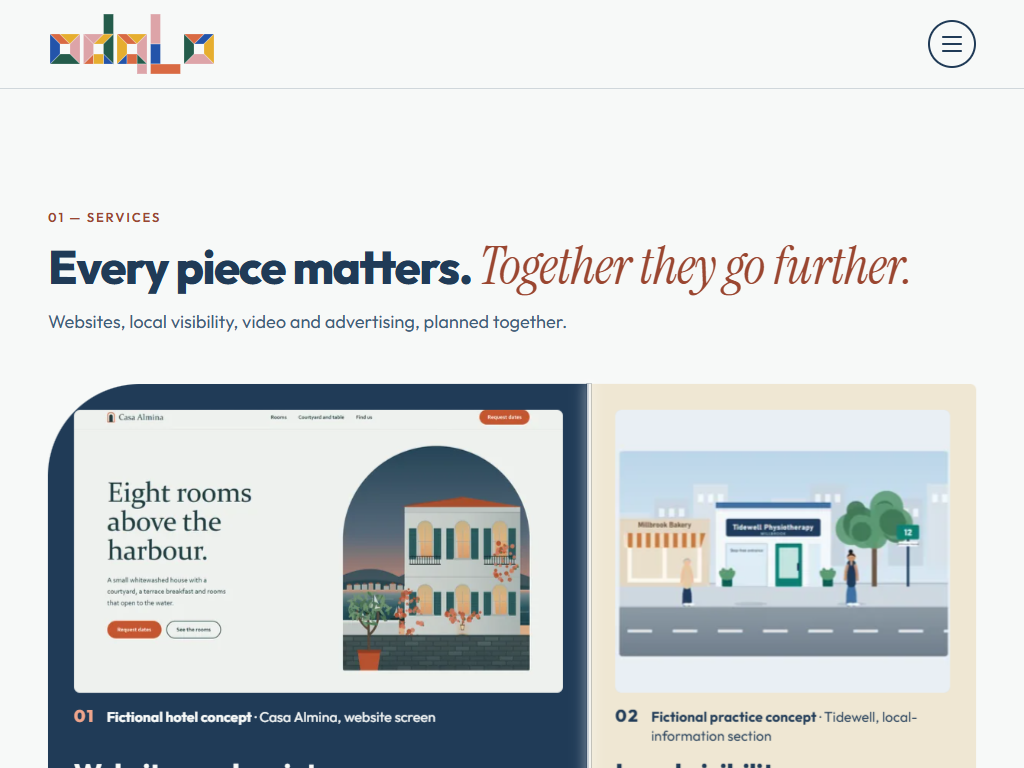 odqLo
01 — SERVICES
Every piece matters. Together they go further.
Websites, local visibility, video and advertising, planned together.
Casa Almina
Rooms Courtyard and table Find us
Request dates
Eight rooms
above the
harbour.
A small whitewashed house with a
courtyard, a terrace breakfast and rooms
that open to the water.
Request dates See the rooms
Millbrook Bakery
Tidewell Physiotherapy
12
01 Fictional hotel concept · Casa Almina, website screen
02 Fictional practice concept · Tidewell, local-
information section